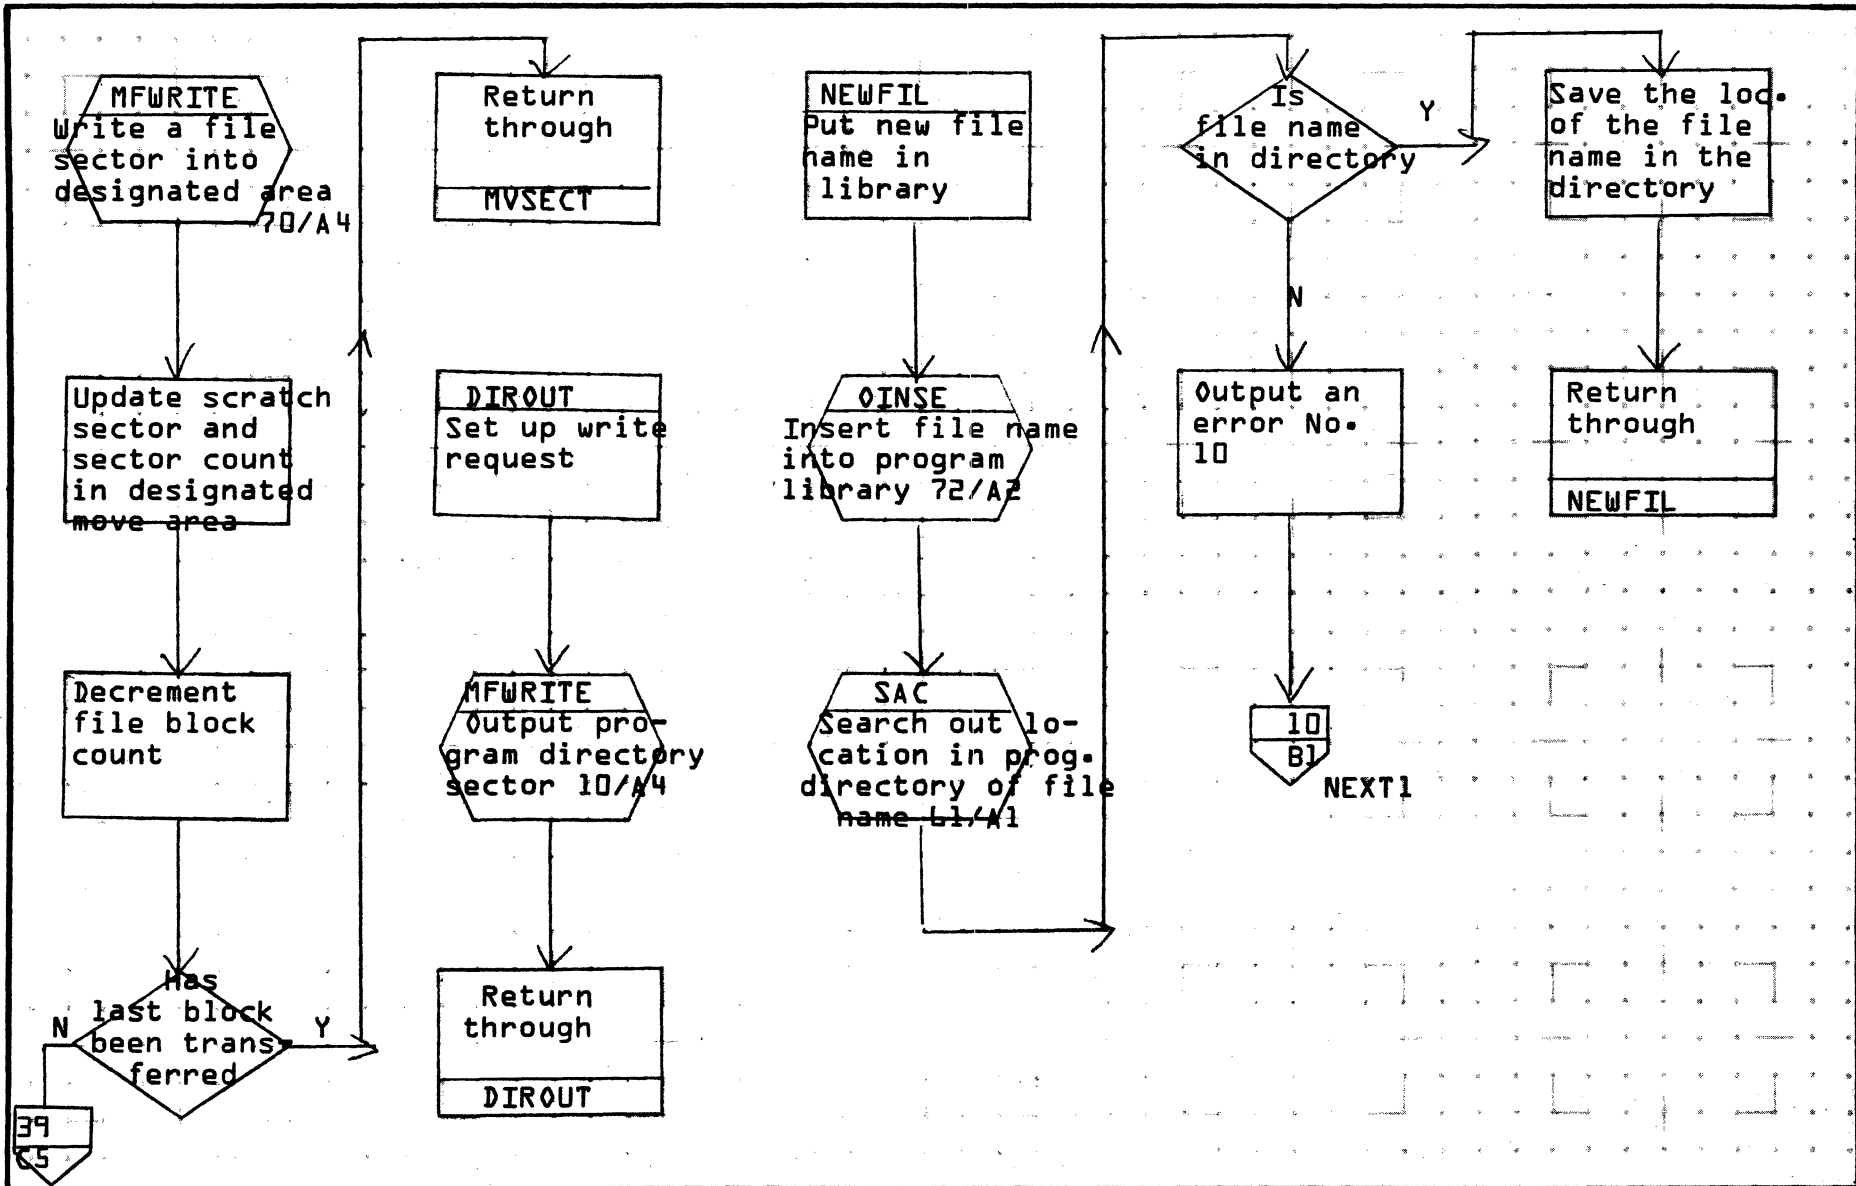 MFWRITE
Write a file
sector into
designated area
70/A4
Update scratch
sector and
sector count
in designated
move area
Decrement
file block
count
Has
last block
been trans-
ferred
N
Y
39
C5
Return
through
MVSECT
DIROUT
Set up write
request
MFWRITE
Output pro-
gram directory
sector 10/A4
Return
through
DIROUT
NEWFIL
Put new file
name in
library
OINSE
Insert file name
into program
library 72/A2
SAC
Search out lo-
cation in prog.
directory of file
name 61/A1
Is
file name
in directory
Y
N
Output an
error No.
10
10
B1
NEXT1
Save the loc.
of the file
name in the
directory
Return
through
NEWFIL